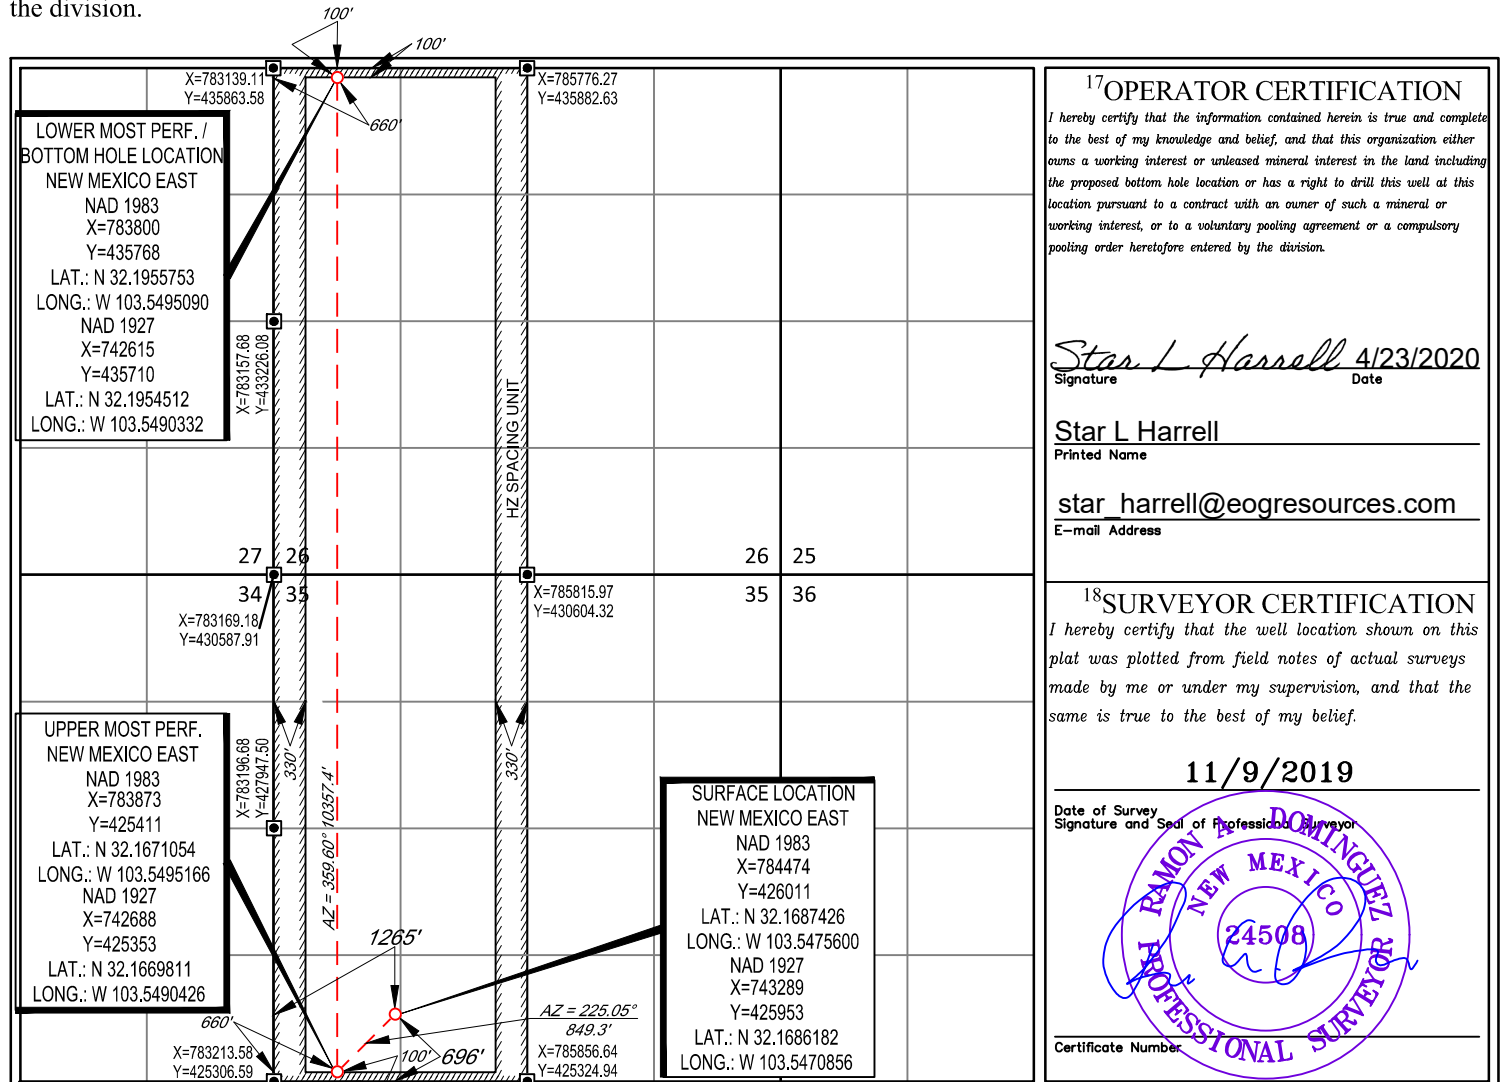 the division.
100'
100'
X=783139.11
Y=435863.58
X=785776.27
Y=435882.63
660'
LOWER MOST PERF. /
BOTTOM HOLE LOCATION
NEW MEXICO EAST
NAD 1983
X=783800
Y=435768
LAT.: N 32.1955753
LONG.: W 103.5495090
NAD 1927
X=742615
Y=435710
LAT.: N 32.1954512
LONG.: W 103.5490332
X=783157.68
Y=433226.08
HZ SPACING UNIT
27 26
34 35
26 25
35 36
X=783169.18
Y=430587.91
X=785815.97
Y=430604.32
UPPER MOST PERF.
NEW MEXICO EAST
NAD 1983
X=783873
Y=425411
LAT.: N 32.1671054
LONG.: W 103.5495166
NAD 1927
X=742688
Y=425353
LAT.: N 32.1669811
LONG.: W 103.5490426
X=783196.68
Y=427947.50
330'
AZ = 359.60° 10357.4'
330'
SURFACE LOCATION
NEW MEXICO EAST
NAD 1983
X=784474
Y=426011
LAT.: N 32.1687426
LONG.: W 103.5475600
NAD 1927
X=743289
Y=425953
LAT.: N 32.1686182
LONG.: W 103.5470856
1265'
660'
AZ = 225.05°
849.3'
100'
696'
X=783213.58
Y=425306.59
X=785856.64
Y=425324.94
17OPERATOR CERTIFICATION
I hereby certify that the information contained herein is true and complete
to the best of my knowledge and belief, and that this organization either
owns a working interest or unleased mineral interest in the land including
the proposed bottom hole location or has a right to drill this well at this
location pursuant to a contract with an owner of such a mineral or
working interest, or to a voluntary pooling agreement or a compulsory
pooling order heretofore entered by the division.
Star L Harrell 4/23/2020
Signature Date
Star L Harrell
Printed Name
star_harrell@eogresources.com
E-mail Address
18SURVEYOR CERTIFICATION
I hereby certify that the well location shown on this
plat was plotted from field notes of actual surveys
made by me or under my supervision, and that the
same is true to the best of my belief.
11/9/2019
Date of Survey
Signature and Seal of Professional Surveyor
RAMON A. DOMINGUEZ
NEW MEXICO
24508
PROFESSIONAL SURVEYOR
Certificate Number